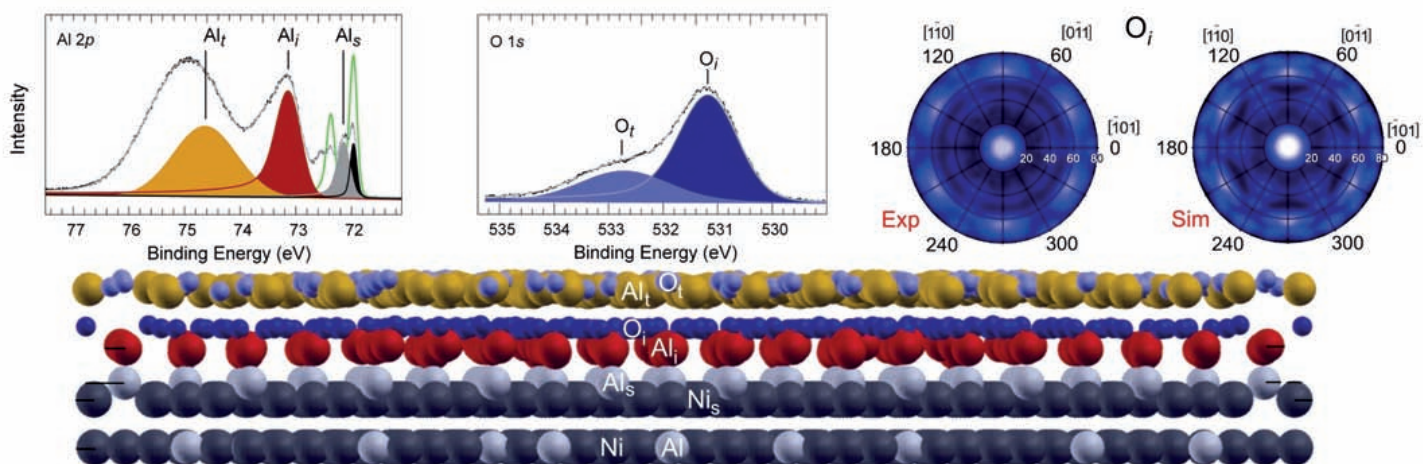 Al 2p
Al_t
Al_i
Al_s
Intensity
77 76 75 74 73 72
Binding Energy (eV)
O 1s
O_i
O_t
535 534 533 532 531 530
Binding Energy (eV)
[1̄10]
[01̄1]
120
60
180
[1̄01]
0
20 40 60 80
Exp
240
300
O_i
[1̄10]
[01̄1]
120
60
180
[1̄01]
0
20 40 60 80
Sim
240
300
O_t
Al_t
O_i
Al_i
Al_s
Ni_s
Ni
Al